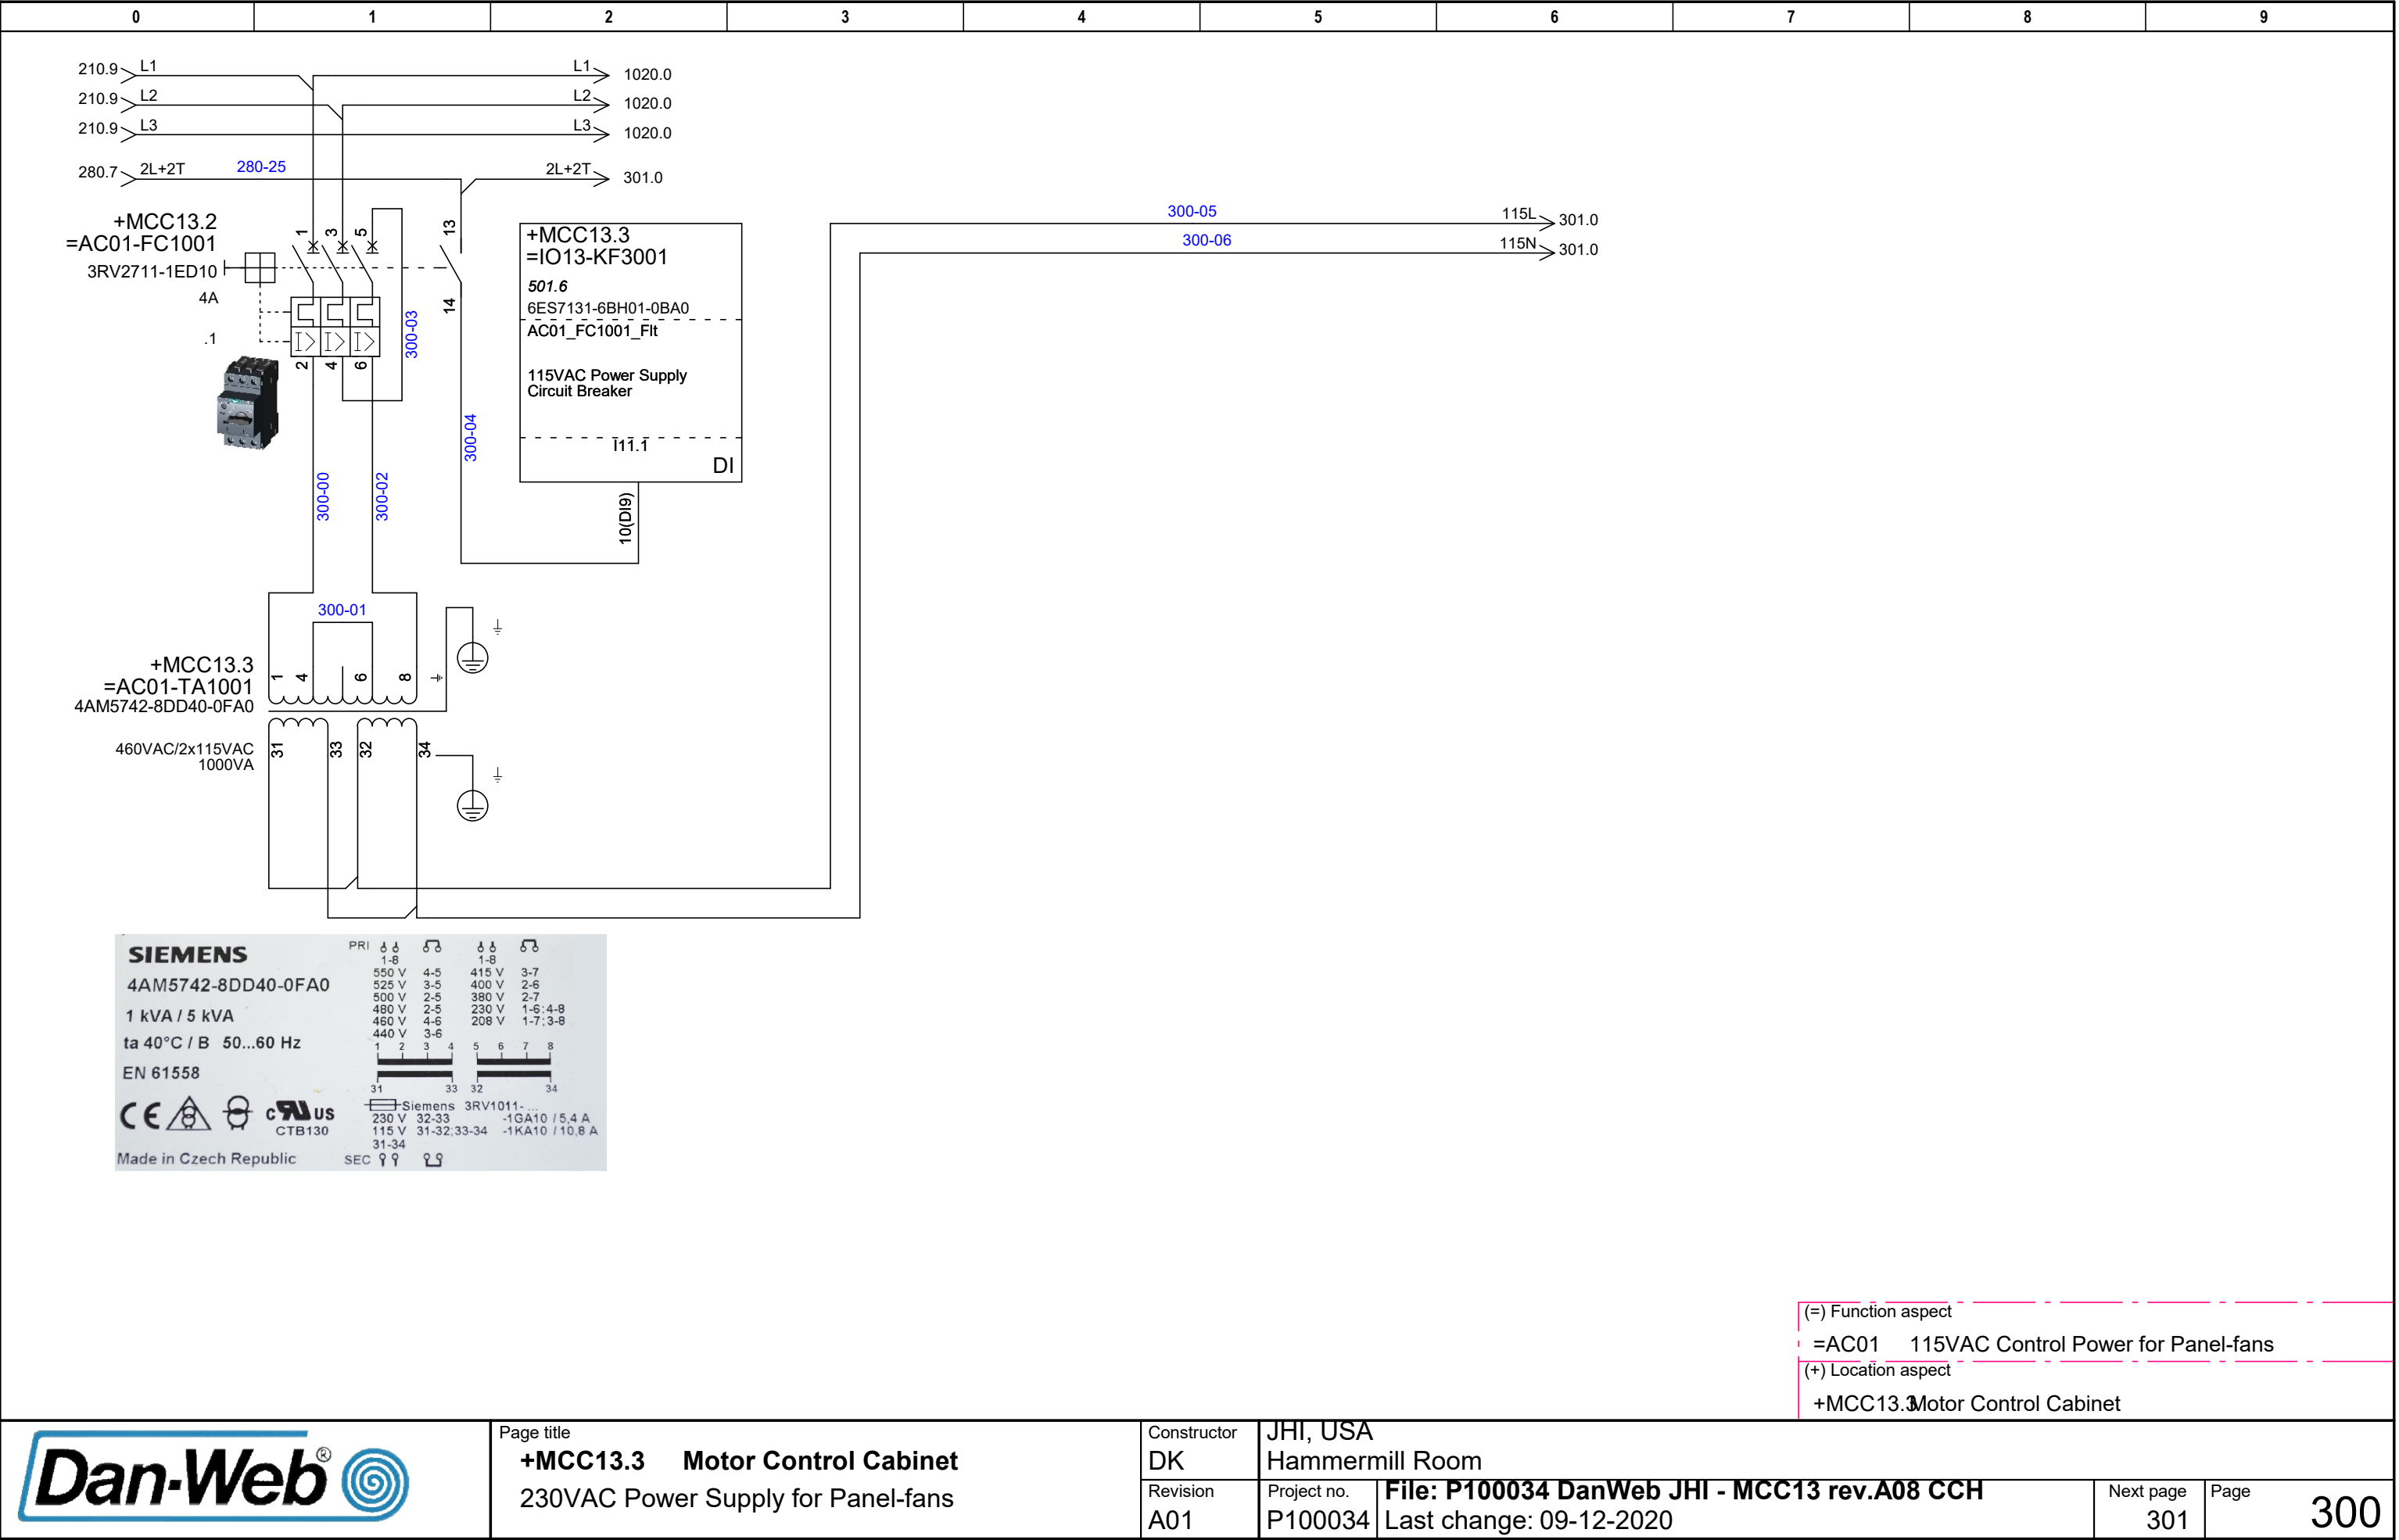 0 1 2 3 4 5 6 7 8 9
210.9 L1 L1 1020.0
210.9 L2 L2 1020.0
210.9 L3 L3 1020.0
280.7 2L+2T 280-25 2L+2T 301.0
300-05 115L 301.0
300-06 115N 301.0
+MCC13.2
=AC01-FC1001
3RV2711-1ED10
4A
.1
1 3 5 13
14
I> I> I>
2 4 6
300-03
300-04
300-00
300-02
+MCC13.3
=IO13-KF3001
501.6
6ES7131-6BH01-0BA0
AC01_FC1001_Flt
115VAC Power Supply
Circuit Breaker
I11.1
DI
10(DI9)
300-01
+MCC13.3
=AC01-TA1001
4AM5742-8DD40-0FA0
1 4 6 8
460VAC/2x115VAC
1000VA
31 33 32 34
SIEMENS
4AM5742-8DD40-0FA0
1 kVA / 5 kVA
ta 40°C / B 50...60 Hz
EN 61558
CE c RU US
CTB130
Made in Czech Republic
PRI
1-8 1-8
550 V 4-5 415 V 3-7
525 V 3-5 400 V 2-6
500 V 2-5 380 V 2-7
480 V 2-5 230 V 1-6:4-8
460 V 4-6 208 V 1-7;3-8
440 V 3-6
1 2 3 4 5 6 7 8
31 33 32 34
Siemens 3RV1011-...
230 V 32-33 -1GA10 / 5,4 A
115 V 31-32;33-34 -1KA10 / 10,8 A
31-34
SEC
(=) Function aspect
=AC01 115VAC Control Power for Panel-fans
(+) Location aspect
+MCC13.3 Motor Control Cabinet
Dan-Web®
Page title
+MCC13.3 Motor Control Cabinet
230VAC Power Supply for Panel-fans
Constructor
DK
JHI, USA
Hammermill Room
Revision
A01
Project no.
P100034
File: P100034 DanWeb JHI - MCC13 rev.A08 CCH
Last change: 09-12-2020
Next page
301
Page
300